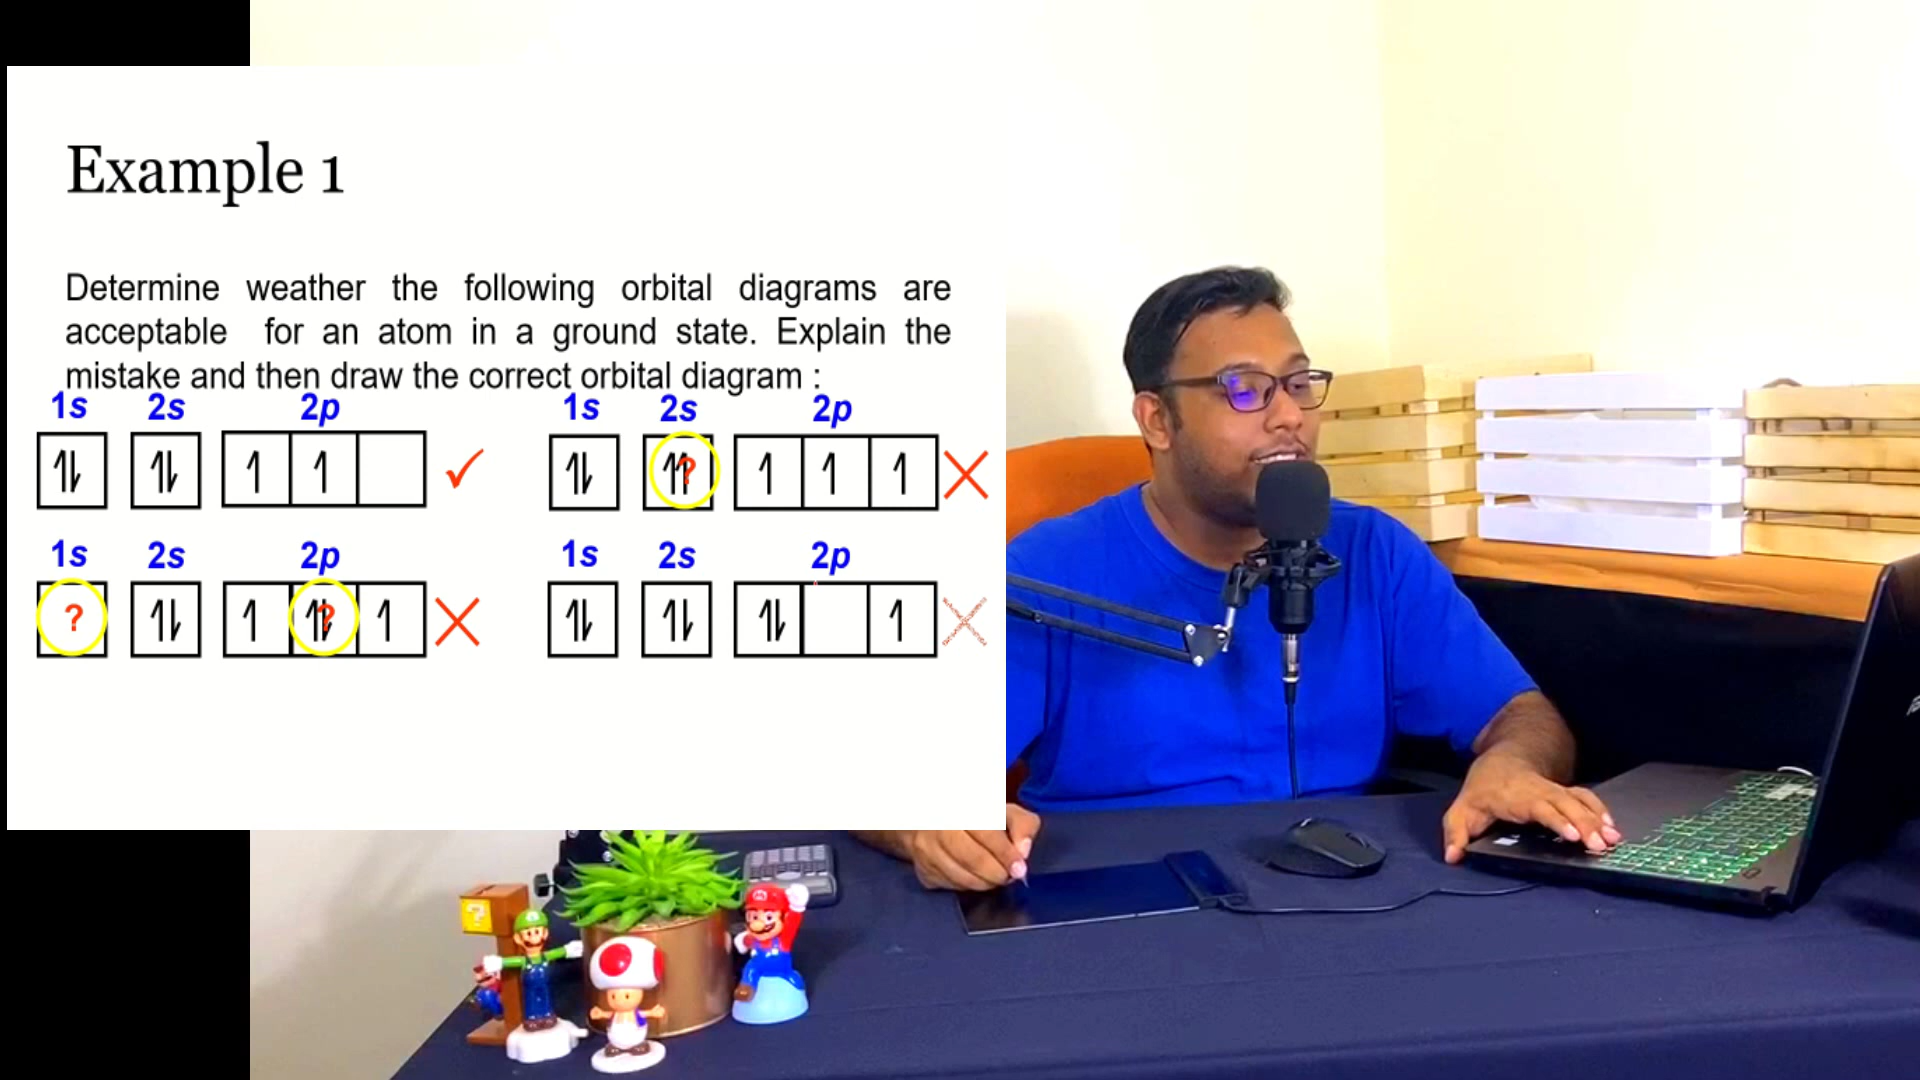 Example 1
Determine weather the following orbital diagrams are
acceptable for an atom in a ground state. Explain the
mistake and then draw the correct orbital diagram :
1s 2s 2p
1s 2s 2p
?
1s 2s 2p
? ?
1s 2s 2p
?